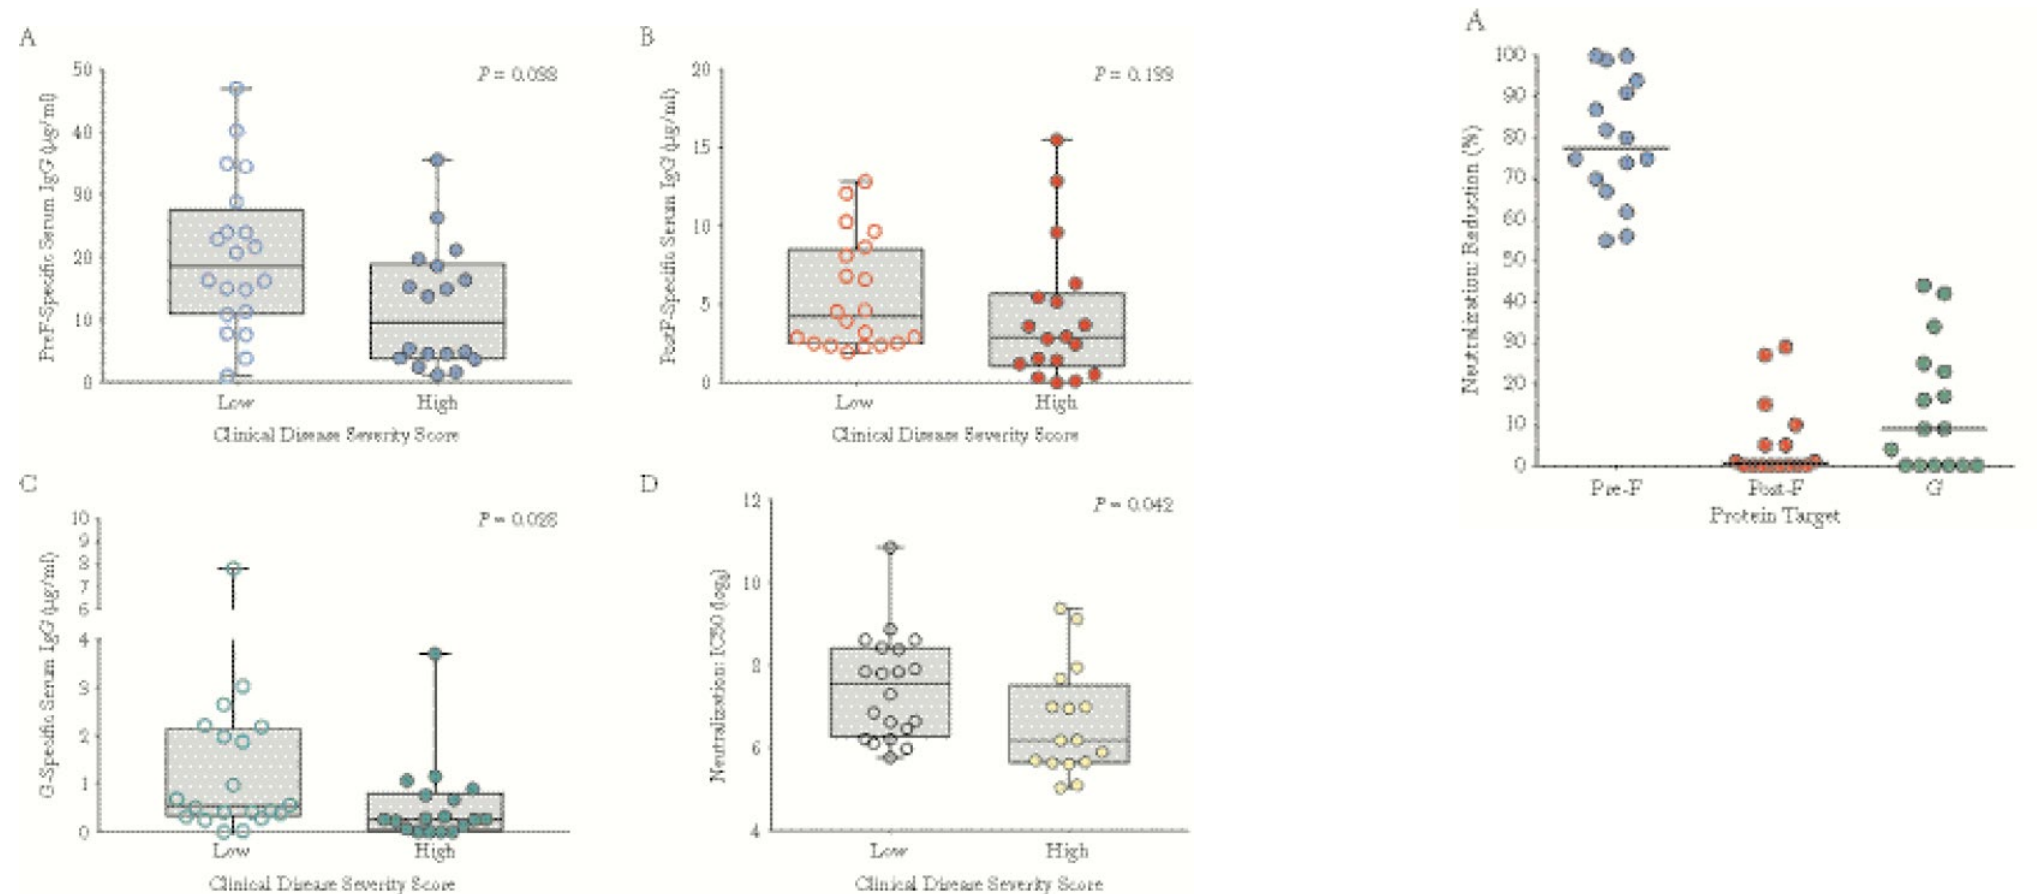 A
P = 0.098
PreF-Specific Serum IgG (µg/ml)
50
40
30
20
10
0
Low High
Clinical Disease Severity Score
B
P = 0.199
PostF-Specific Serum IgG (µg/ml)
20
15
10
5
0
Low High
Clinical Disease Severity Score
C
P = 0.028
G-Specific Serum IgG (µg/ml)
10
9
8
7
6
4
3
2
1
0
Low High
Clinical Disease Severity Score
D
P = 0.042
Neutralization: IC50 (log₂)
12
10
8
6
4
Low High
Clinical Disease Severity Score
A
Neutralization: Reduction (%)
100
90
80
70
60
50
40
30
20
10
0
Pre-F Post-F G
Protein Target